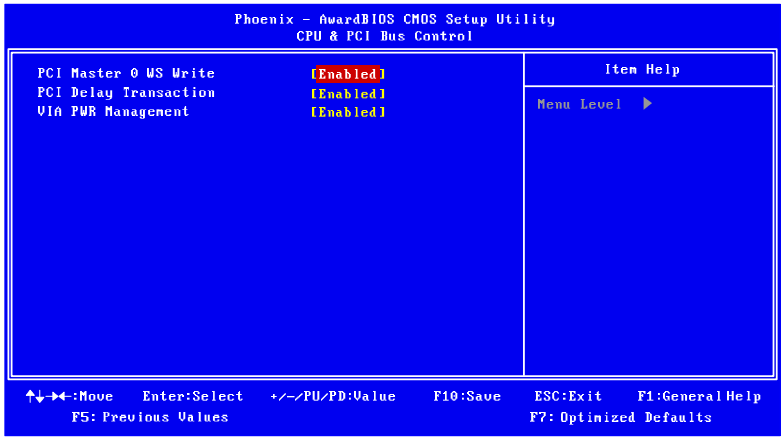 Phoenix - AwardBIOS CMOS Setup Utility
CPU & PCI Bus Control
PCI Master 0 WS Write [Enabled]
PCI Delay Transaction [Enabled]
VIA PWR Management [Enabled]
Item Help
Menu Level ▶
↑↓→←:Move Enter:Select +/-/PU/PD:Value F10:Save ESC:Exit F1:General Help
F5: Previous Values F7: Optimized Defaults